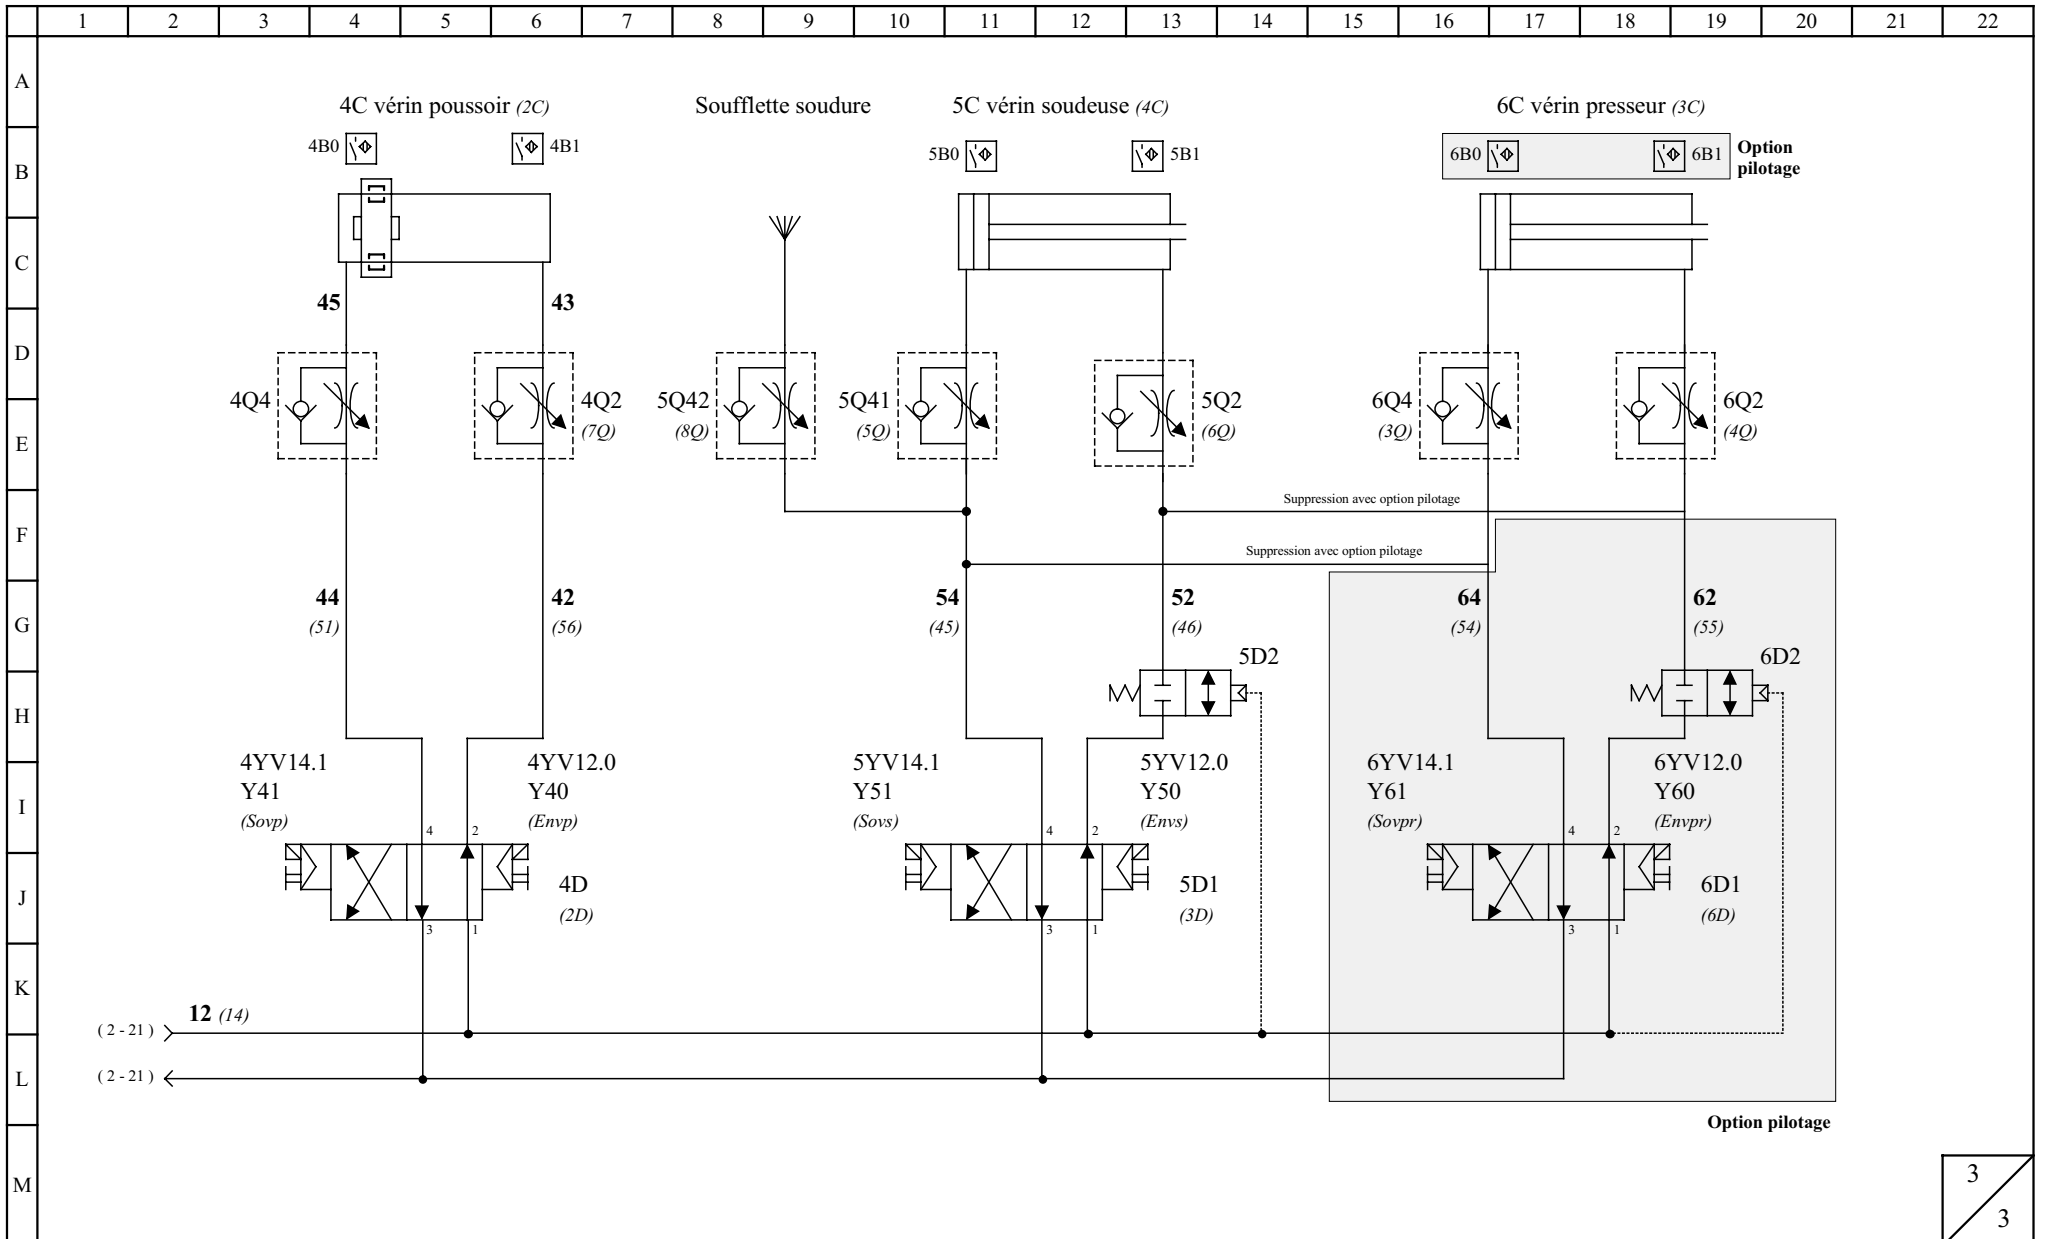 1 2 3 4 5 6 7 8 9 10 11 12 13 14 15 16 17 18 19 20 21 22
A
4C vérin poussoir (2C) Soufflette soudure 5C vérin soudeuse (4C) 6C vérin presseur (3C)
B
4B0 4B1 5B0 5B1 6B0 6B1
Option
pilotage
C
45 43
D
4Q4 4Q2 5Q42 5Q41 5Q2 6Q4 6Q2
(7Q) (8Q) (5Q) (6Q) (3Q) (4Q)
E
Suppression avec option pilotage
F
Suppression avec option pilotage
44 42 54 52 64 62
G
(51) (56) (45) (46) (54) (55)
5D2 6D2
H
4YV14.1 4YV12.0 5YV14.1 5YV12.0 6YV14.1 6YV12.0
Y41 Y40 Y51 Y50 Y61 Y60
I
(Sovp) (Envp) (Sovs) (Envs) (Sovpr) (Envpr)
4 2 4 2 4 2
4D 5D1 6D1
J
(2D) (3D) (6D)
3 1 3 1 3 1
K
12 (14)
( 2 - 21 )
L
( 2 - 21 )
Option pilotage
M
3
3